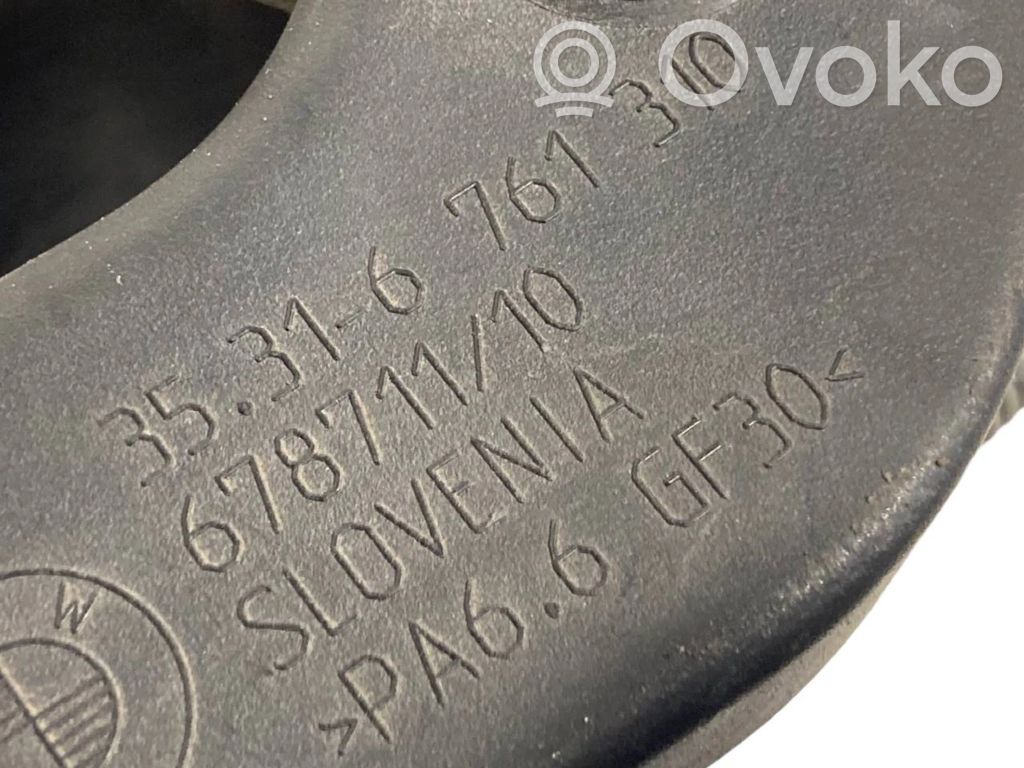 Ovoko
35.31-6 761 310
678711/10
SLOVENIA
>PA6.6 GF30<
W